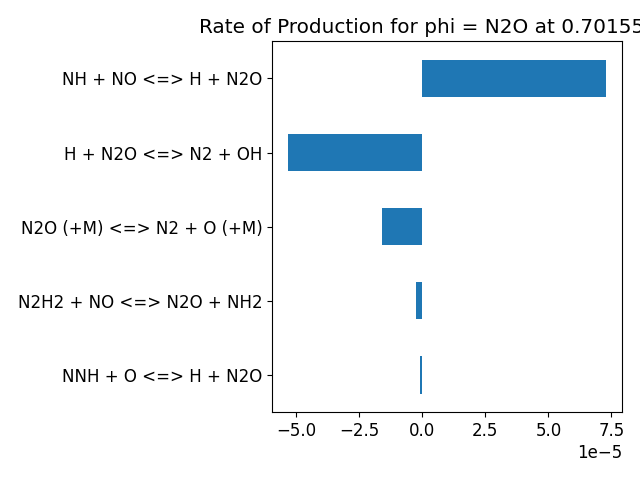 Rate of Production for phi = N2O at 0.70155
NH + NO <=> H + N2O
H + N2O <=> N2 + OH
N2O (+M) <=> N2 + O (+M)
N2H2 + NO <=> N2O + NH2
NNH + O <=> H + N2O
−5.0 −2.5 0.0 2.5 5.0 7.5
1e−5